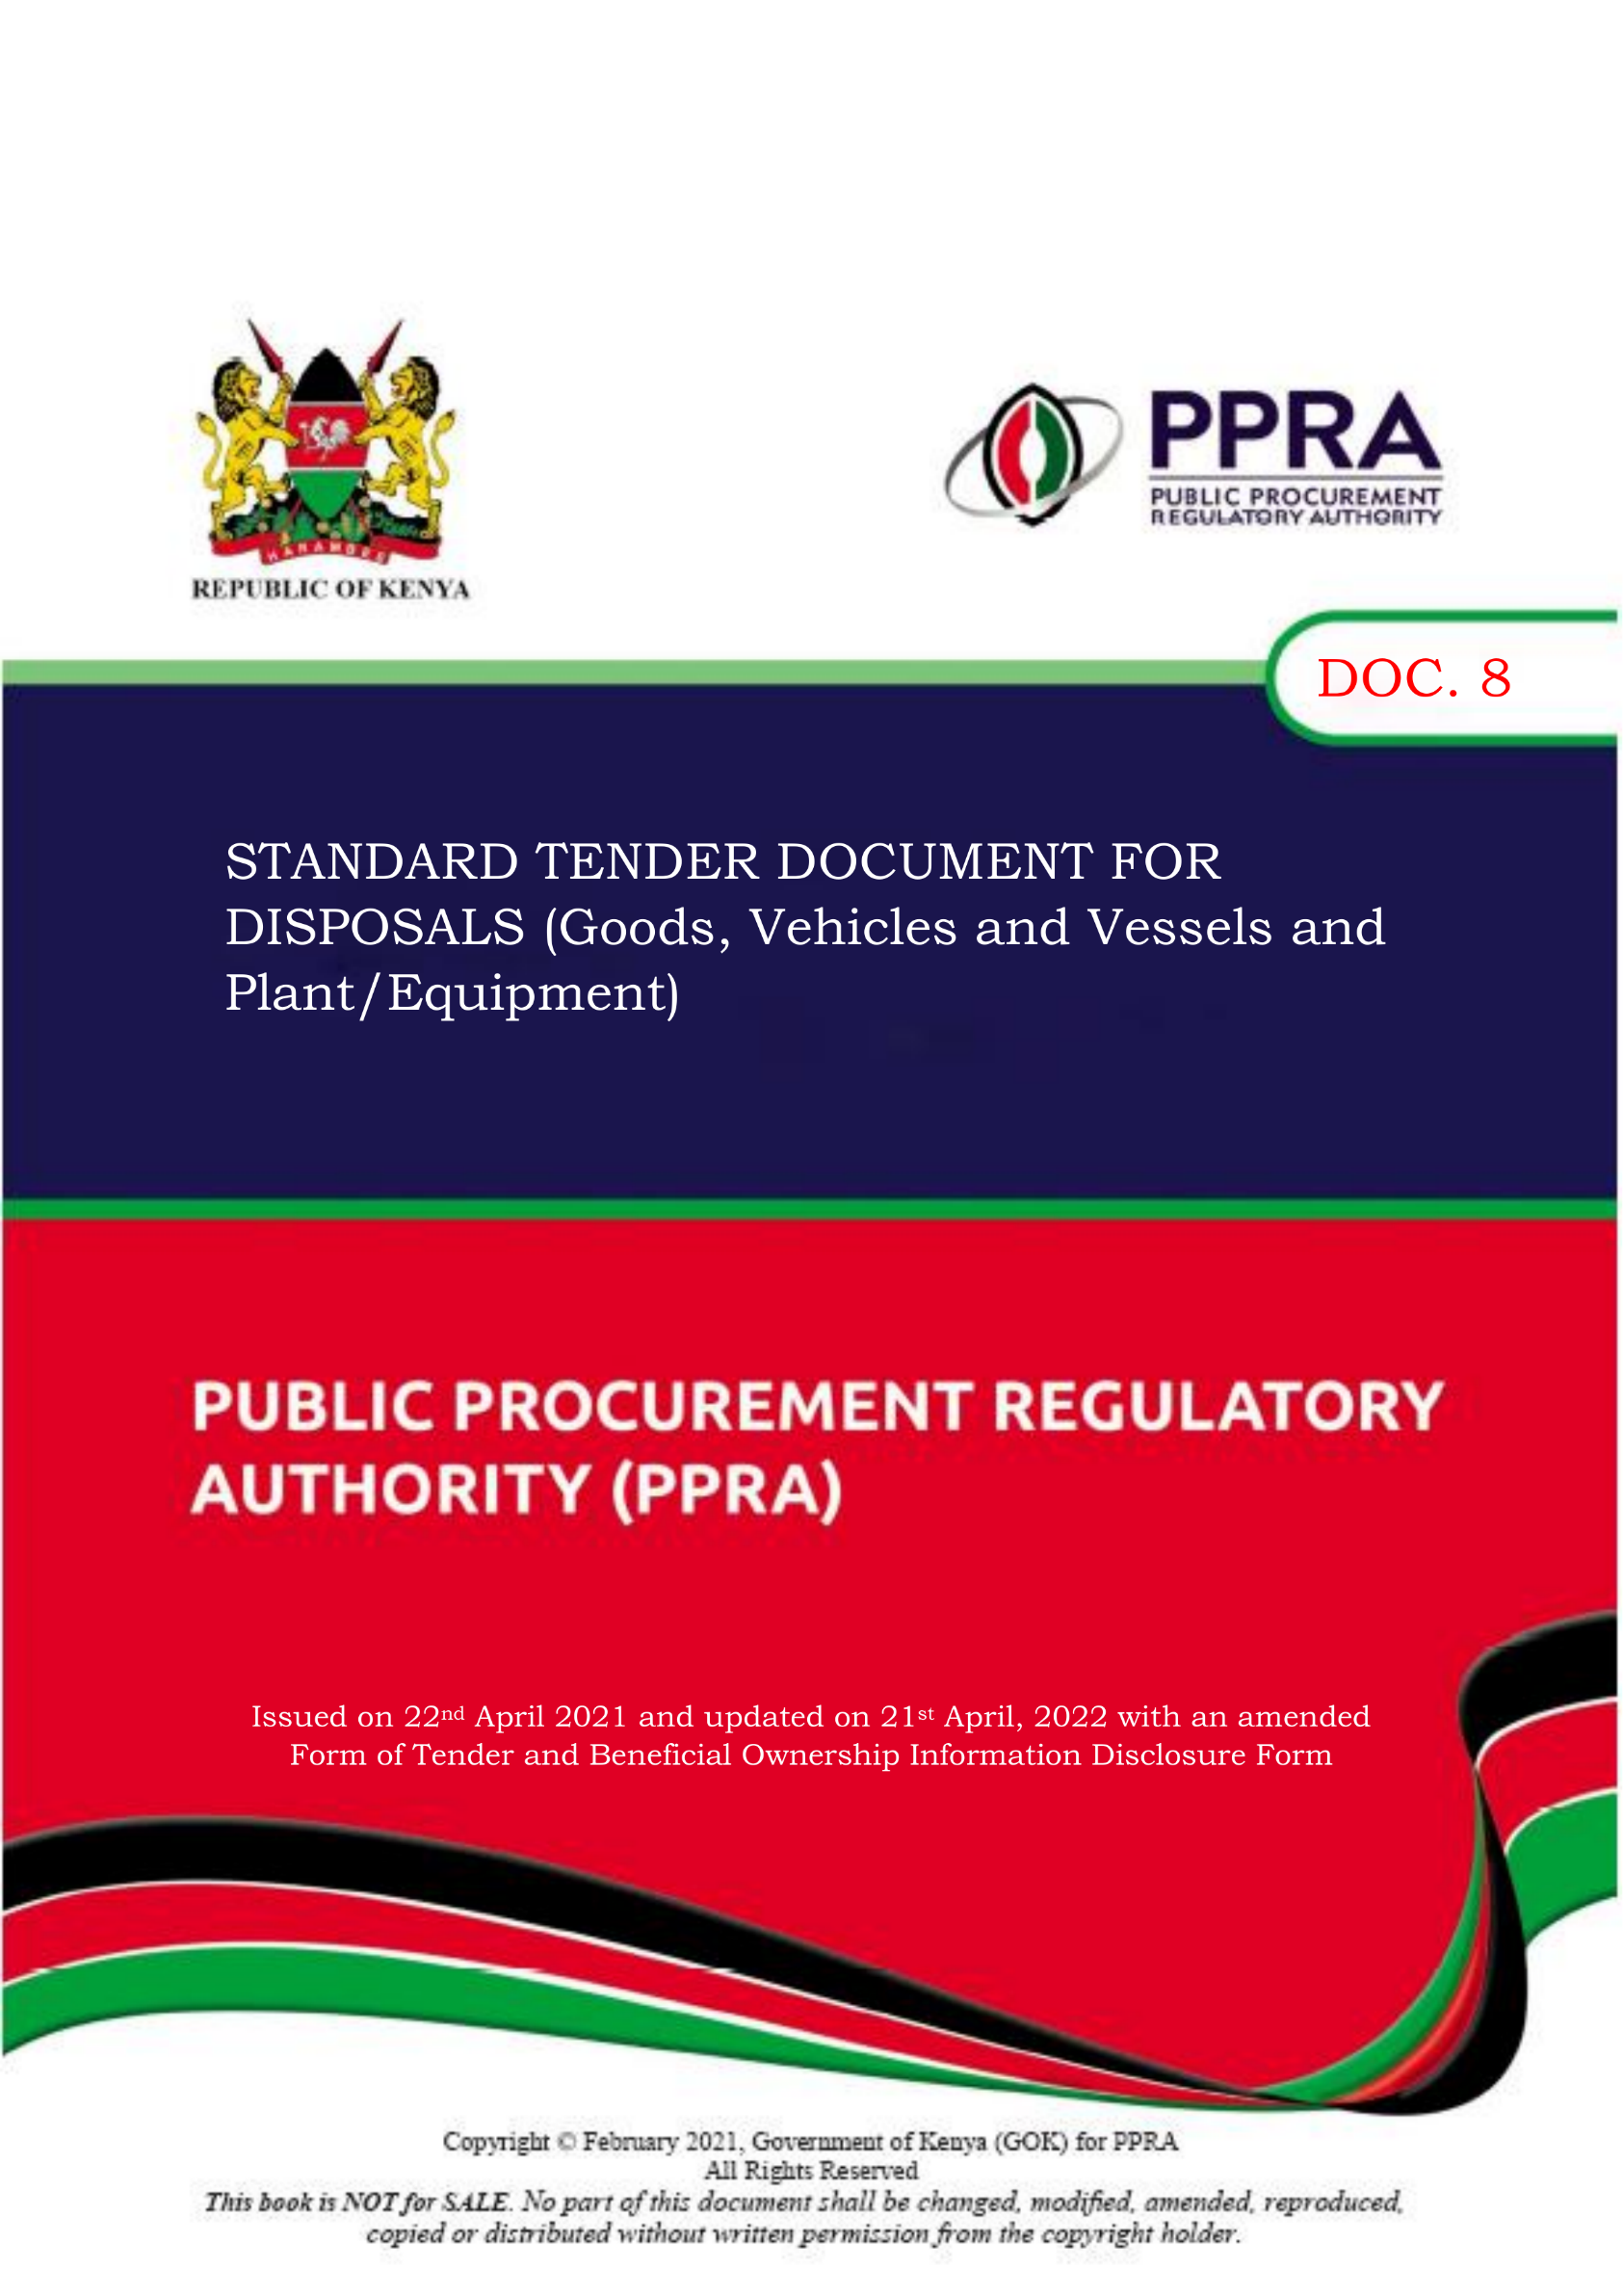 HARAMBEE
REPUBLIC OF KENYA
PPRA
PUBLIC PROCUREMENT
REGULATORY AUTHORITY
DOC. 8
STANDARD TENDER DOCUMENT FOR
DISPOSALS (Goods, Vehicles and Vessels and
Plant/Equipment)
PUBLIC PROCUREMENT REGULATORY
AUTHORITY (PPRA)
Issued on 22nd April 2021 and updated on 21st April, 2022 with an amended
Form of Tender and Beneficial Ownership Information Disclosure Form
Copyright © February 2021, Government of Kenya (GOK) for PPRA
All Rights Reserved
This book is NOT for SALE. No part of this document shall be changed, modified, amended, reproduced,
copied or distributed without written permission from the copyright holder.